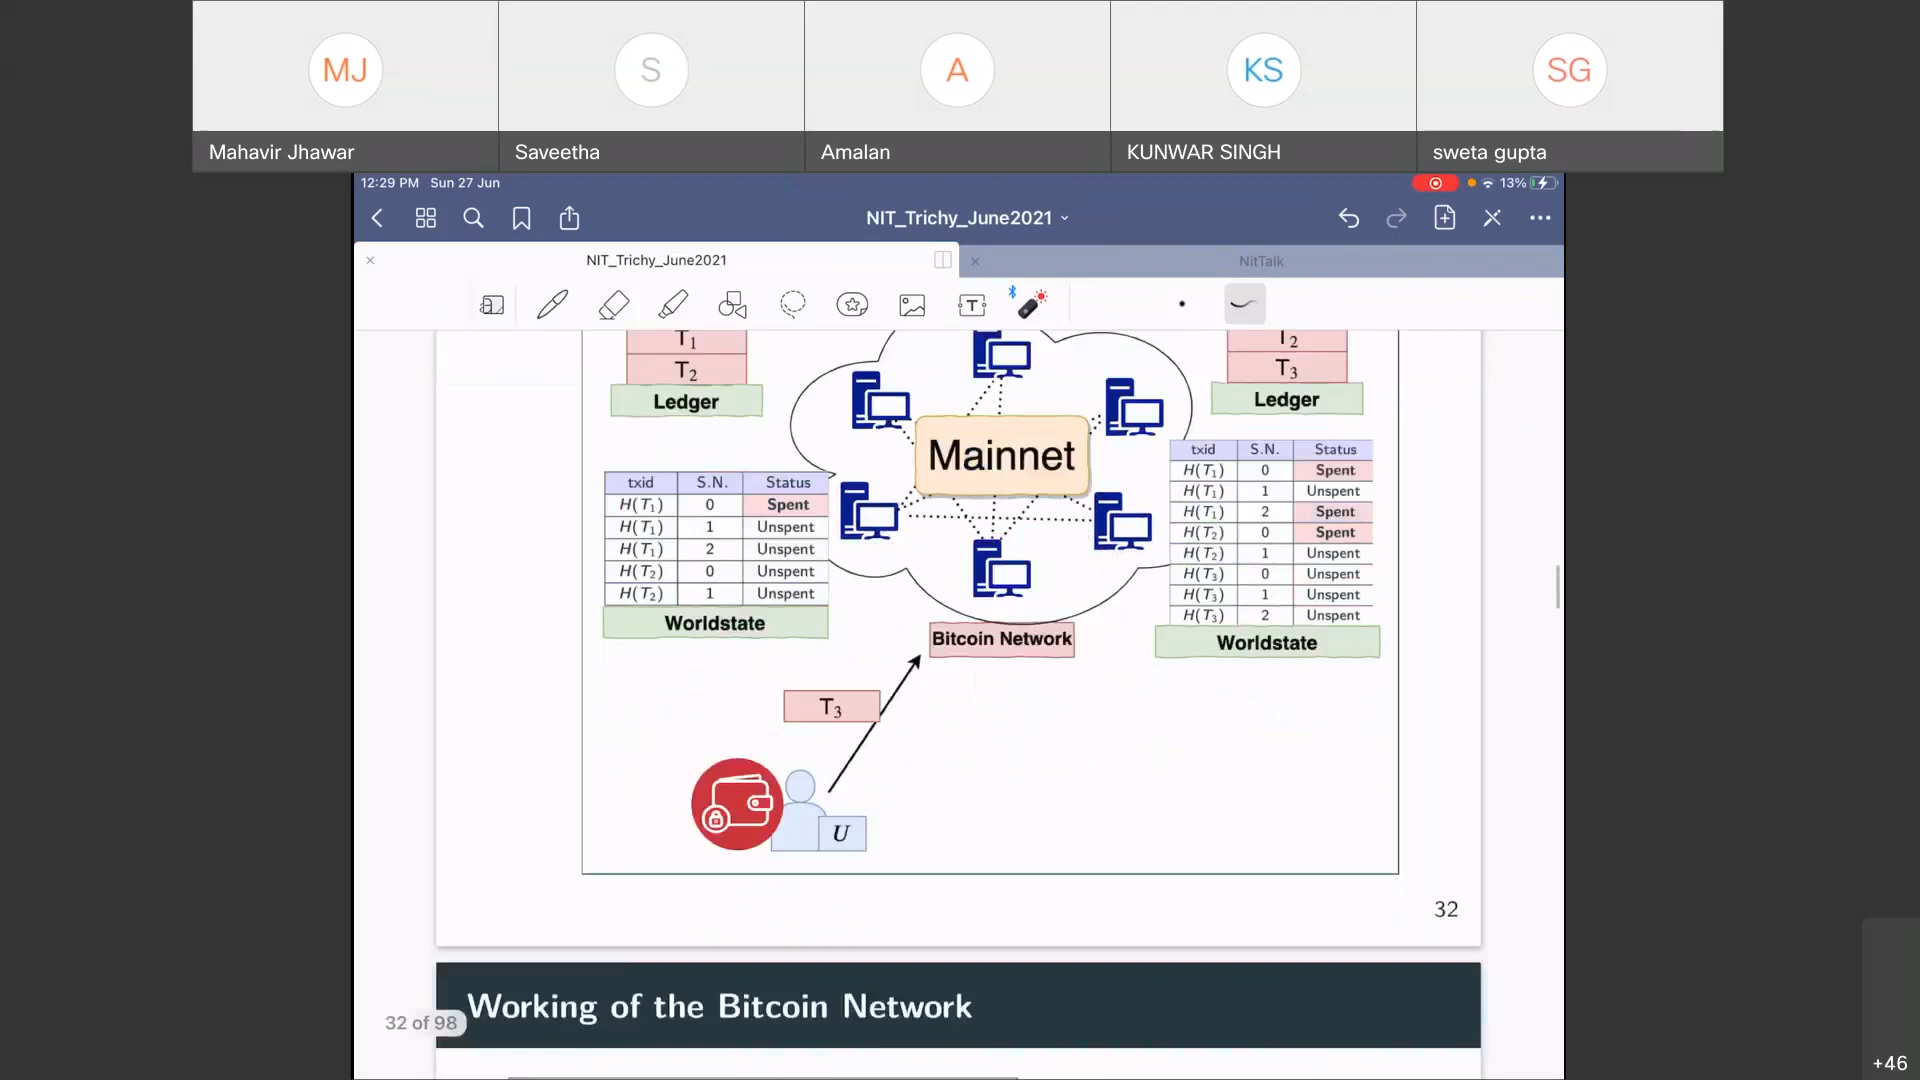 MJ S A KS SG
Mahavir Jhawar Saveetha Amalan KUNWAR SINGH sweta gupta
12:29 PM Sun 27 Jun 13%
NIT_Trichy_June2021
NIT_Trichy_June2021 NitTalk
T1
T2
Ledger
T2
T3
Ledger
Mainnet
txid S.N. Status
H(T1) 0 Spent
H(T1) 1 Unspent
H(T1) 2 Unspent
H(T2) 0 Unspent
H(T2) 1 Unspent
Worldstate
txid S.N. Status
H(T1) 0 Spent
H(T1) 1 Unspent
H(T1) 2 Spent
H(T2) 0 Spent
H(T2) 1 Unspent
H(T3) 0 Unspent
H(T3) 1 Unspent
H(T3) 2 Unspent
Worldstate
Bitcoin Network
T3
U
32
Working of the Bitcoin Network
32 of 98
+46